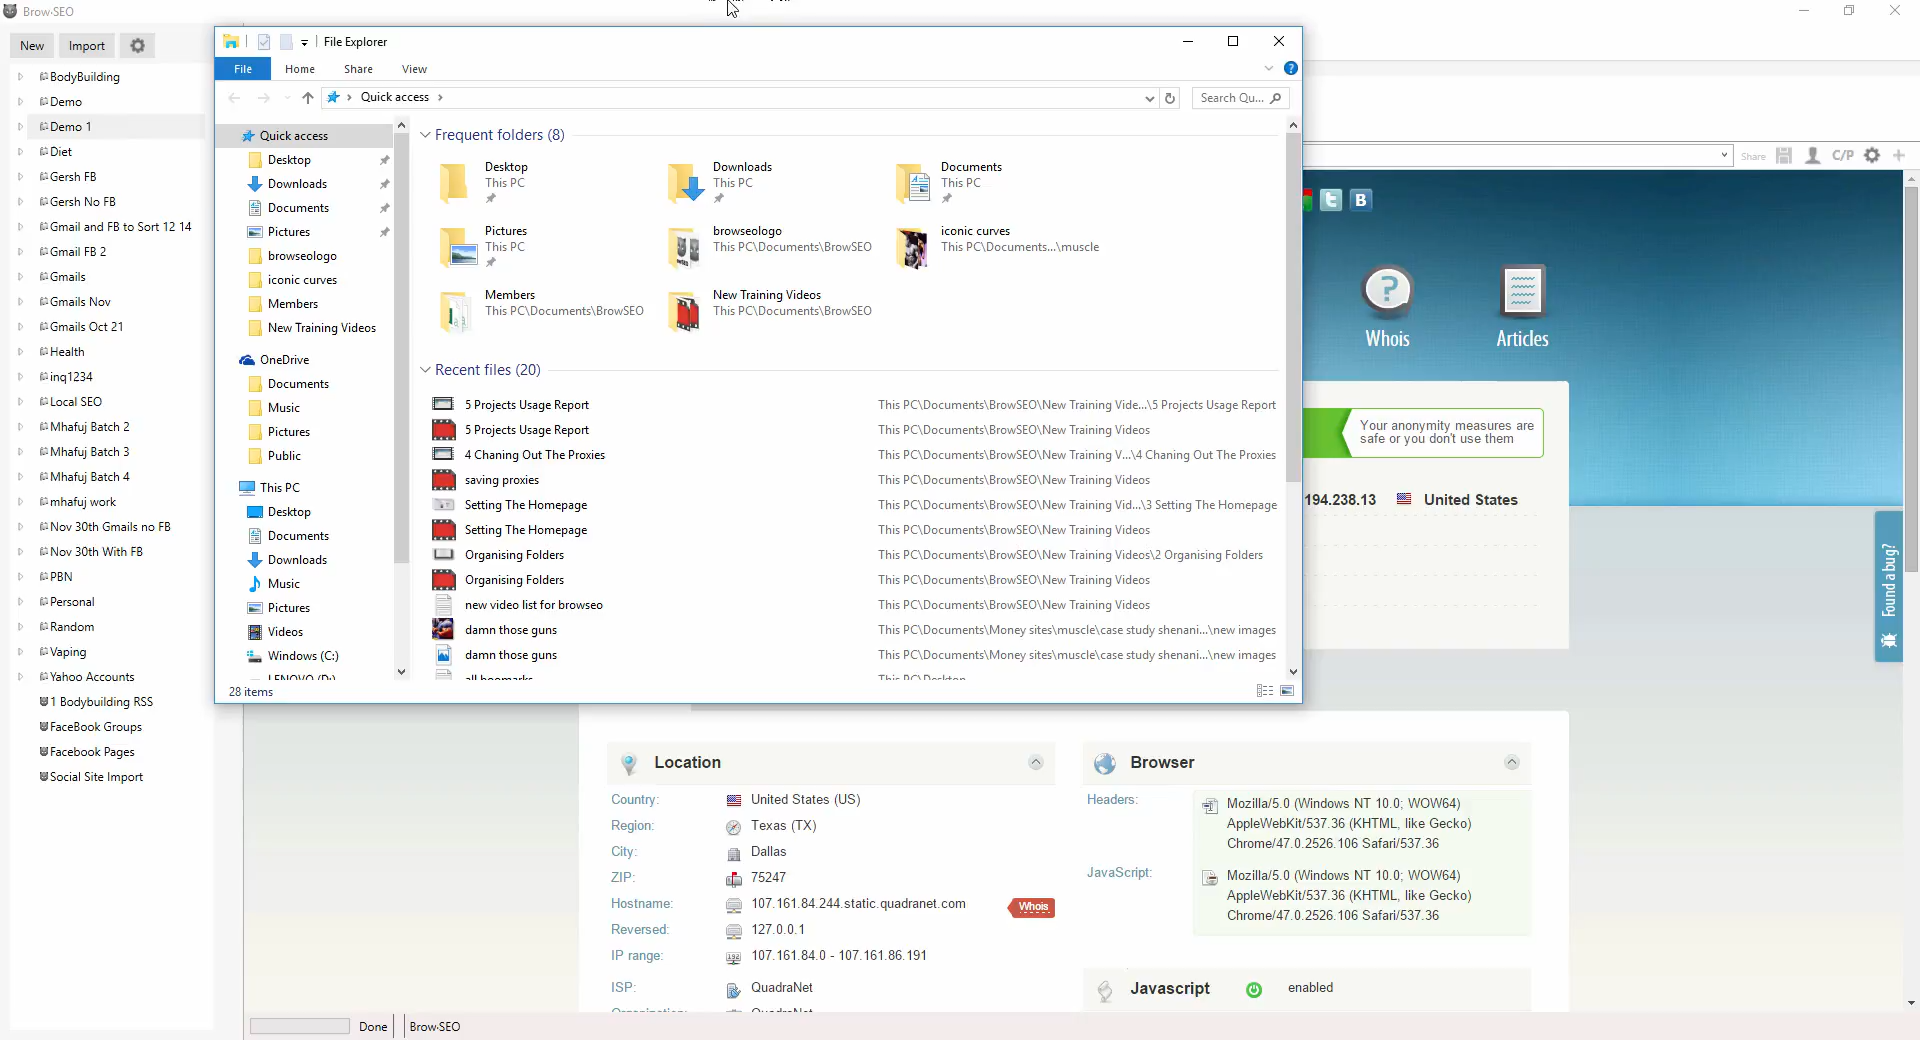 Brow·SEO
New
Import
BodyBuilding
Demo
Demo 1
Diet
Gersh FB
Gersh No FB
Gmail and FB to Sort 12 14
Gmail FB 2
Gmails
Gmails Nov
Gmails Oct 21
Health
inq1234
Local SEO
Mhafuj Batch 2
Mhafuj Batch 3
Mhafuj Batch 4
mhafuj work
Nov 30th Gmails no FB
Nov 30th With FB
PBN
Personal
Random
Vaping
Yahoo Accounts
1 Bodybuilding RSS
FaceBook Groups
Facebook Pages
Social Site Import
File Explorer
File Home Share View
Quick access
Search Qu...
Quick access
Desktop
Downloads
Documents
Pictures
browseologo
iconic curves
Members
New Training Videos
OneDrive
Documents
Music
Pictures
Public
This PC
Desktop
Documents
Downloads
Music
Pictures
Videos
Windows (C:)
LENOVO (D:)
28 items
Frequent folders (8)
Desktop
This PC
Downloads
This PC
Documents
This PC
Pictures
This PC
browseologo
This PC\Documents\BrowSEO
iconic curves
This PC\Documents...\muscle
Members
This PC\Documents\BrowSEO
New Training Videos
This PC\Documents\BrowSEO
Recent files (20)
5 Projects Usage Report This PC\Documents\BrowSEO\New Training Vide...\5 Projects Usage Report
5 Projects Usage Report This PC\Documents\BrowSEO\New Training Videos
4 Chaning Out The Proxies This PC\Documents\BrowSEO\New Training V...\4 Chaning Out The Proxies
saving proxies This PC\Documents\BrowSEO\New Training Videos
Setting The Homepage This PC\Documents\BrowSEO\New Training Vid...\3 Setting The Homepage
Setting The Homepage This PC\Documents\BrowSEO\New Training Videos
Organising Folders This PC\Documents\BrowSEO\New Training Videos\2 Organising Folders
Organising Folders This PC\Documents\BrowSEO\New Training Videos
new video list for browseo This PC\Documents\BrowSEO\New Training Videos
damn those guns This PC\Documents\Money sites\muscle\case study shenani...\new images
damn those guns This PC\Documents\Money sites\muscle\case study shenani...\new images
all boomarks This PC\Desktop
Share
C/P
Whois
Articles
Your anonymity measures are
safe or you don't use them
194.238.13 United States
Found a bug?
Location
Country: United States (US)
Region: Texas (TX)
City: Dallas
ZIP: 75247
Hostname: 107.161.84.244.static.quadranet.com
Whois
Reversed: 127.0.0.1
IP range: 107.161.84.0 - 107.161.86.191
ISP: QuadraNet
Organization: QuadraNet
Browser
Headers: Mozilla/5.0 (Windows NT 10.0; WOW64)
AppleWebKit/537.36 (KHTML, like Gecko)
Chrome/47.0.2526.106 Safari/537.36
JavaScript: Mozilla/5.0 (Windows NT 10.0; WOW64)
AppleWebKit/537.36 (KHTML, like Gecko)
Chrome/47.0.2526.106 Safari/537.36
Javascript enabled
Done
Brow·SEO